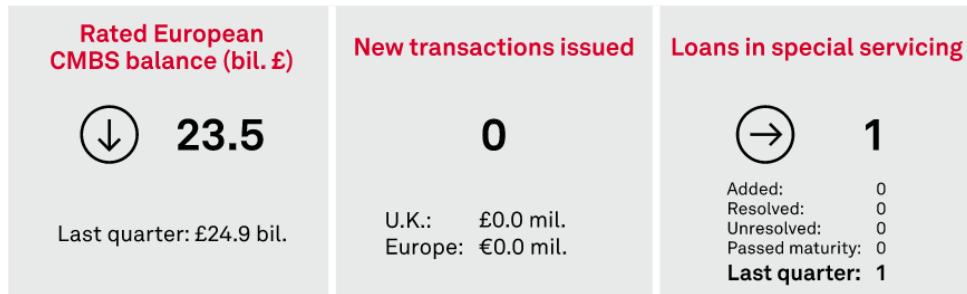 Rated European
CMBS balance (bil. £)
23.5
Last quarter: £24.9 bil.
New transactions issued
0
U.K.: £0.0 mil.
Europe: €0.0 mil.
Loans in special servicing
1
Added: 0
Resolved: 0
Unresolved: 0
Passed maturity: 0
Last quarter: 1